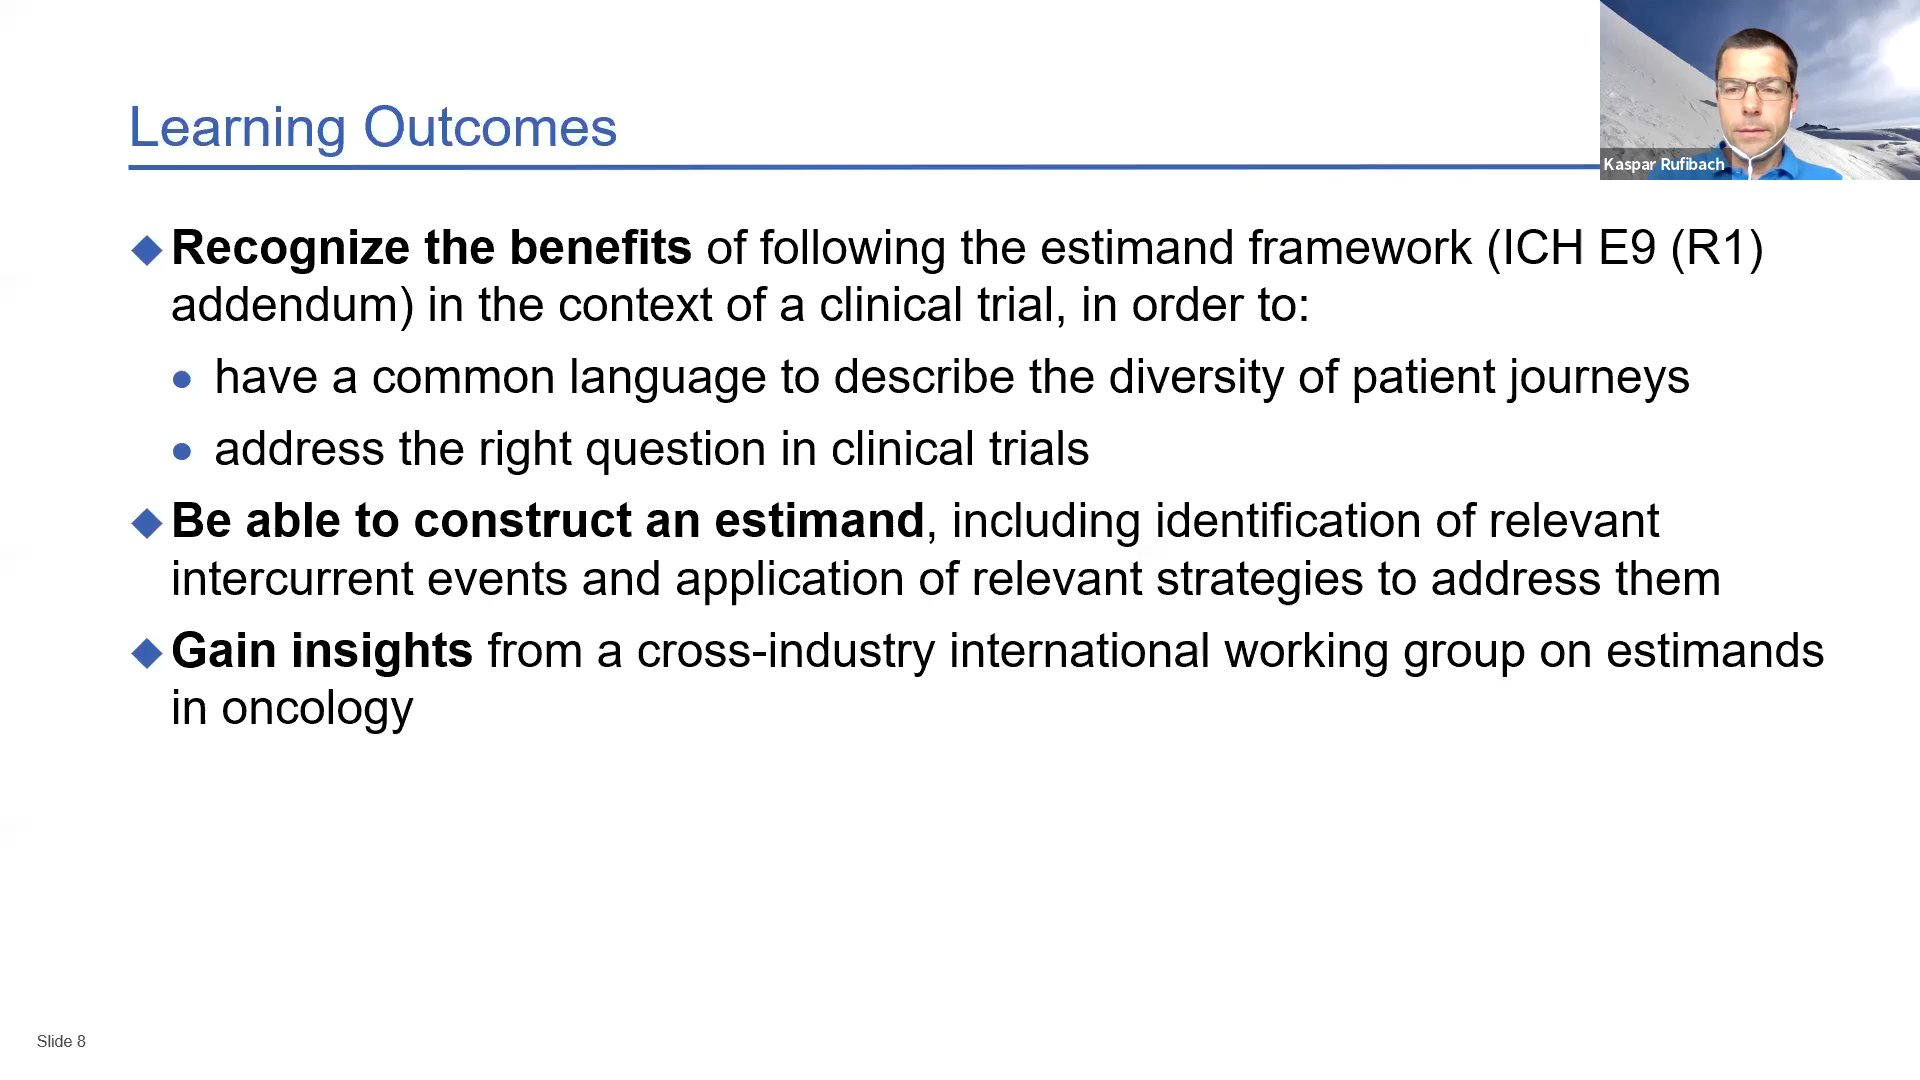 Learning Outcomes
Kaspar Rufibach
Recognize the benefits of following the estimand framework (ICH E9 (R1)
addendum) in the context of a clinical trial, in order to:
have a common language to describe the diversity of patient journeys
address the right question in clinical trials
Be able to construct an estimand, including identification of relevant
intercurrent events and application of relevant strategies to address them
Gain insights from a cross-industry international working group on estimands
in oncology
Slide 8